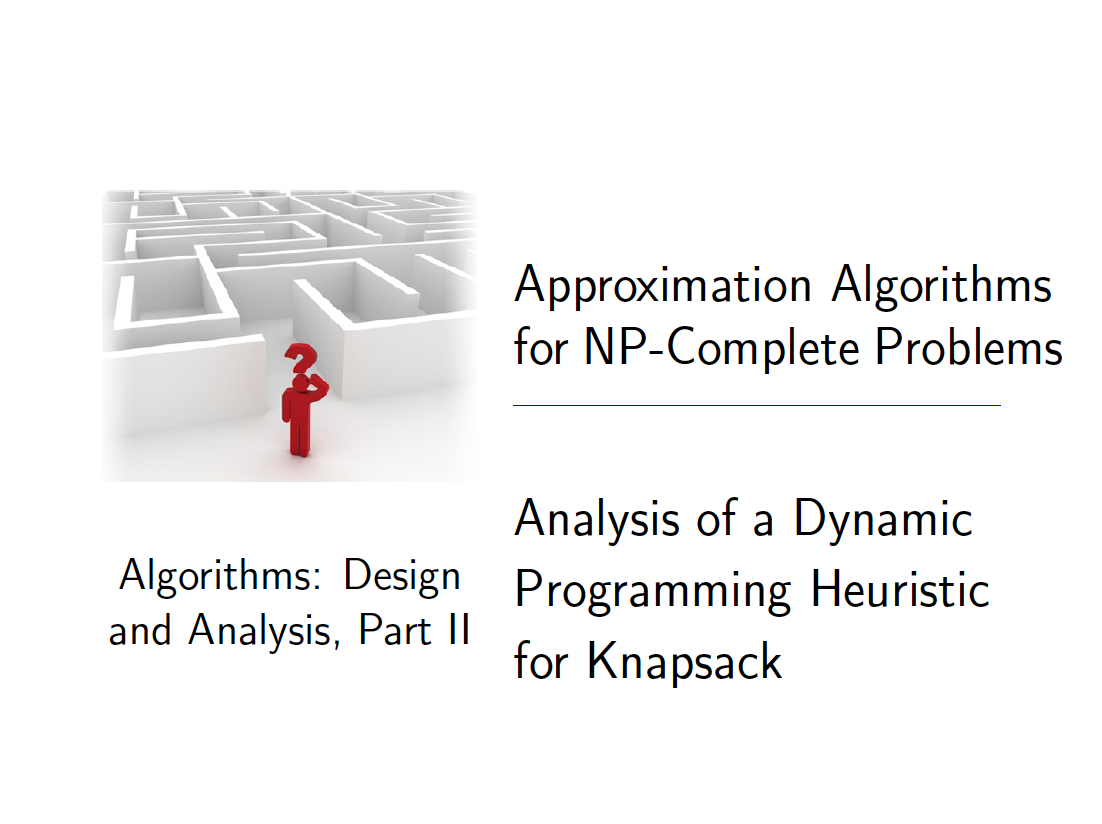 Approximation Algorithms
for NP-Complete Problems
Analysis of a Dynamic
Programming Heuristic
for Knapsack
Algorithms: Design
and Analysis, Part II
?